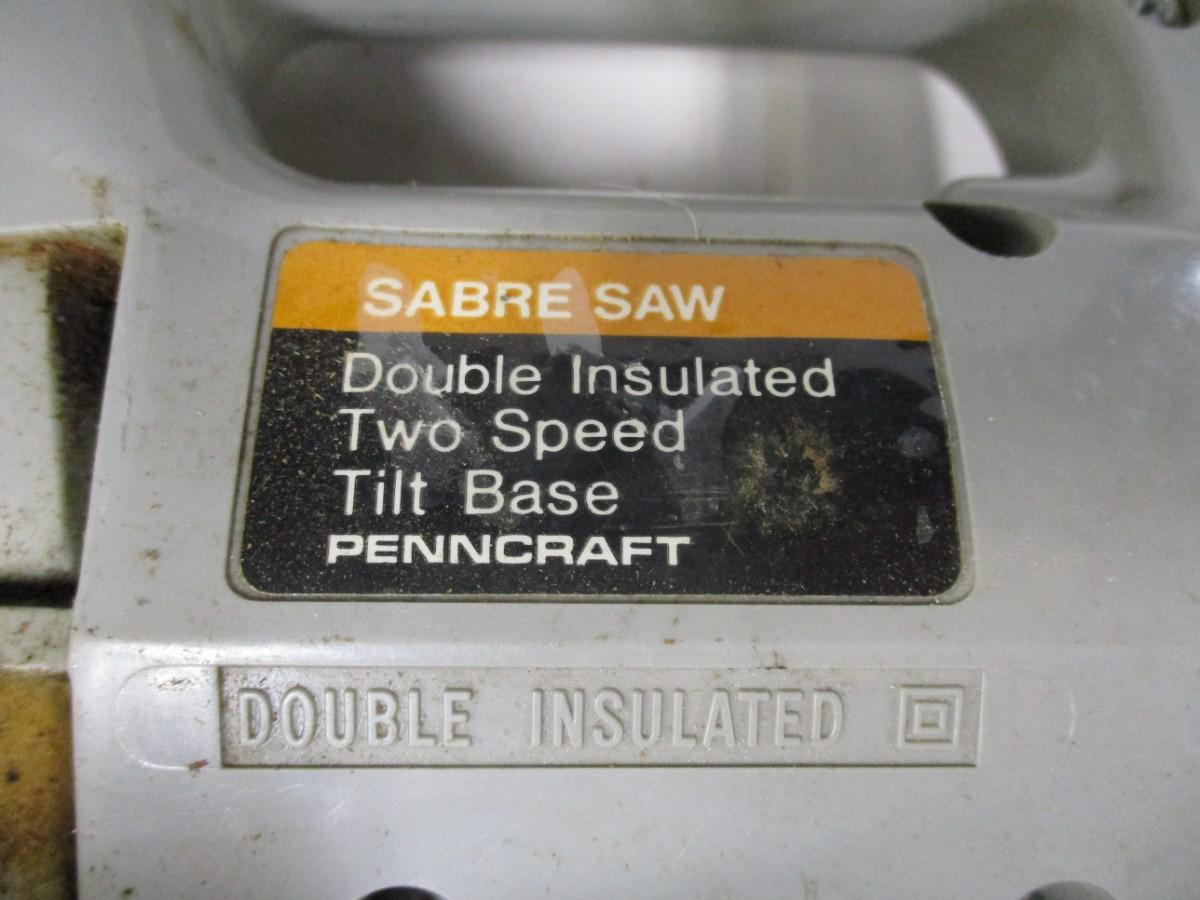 SABRE SAW
Double Insulated
Two Speed
Tilt Base
PENNCRAFT
DOUBLE INSULATED